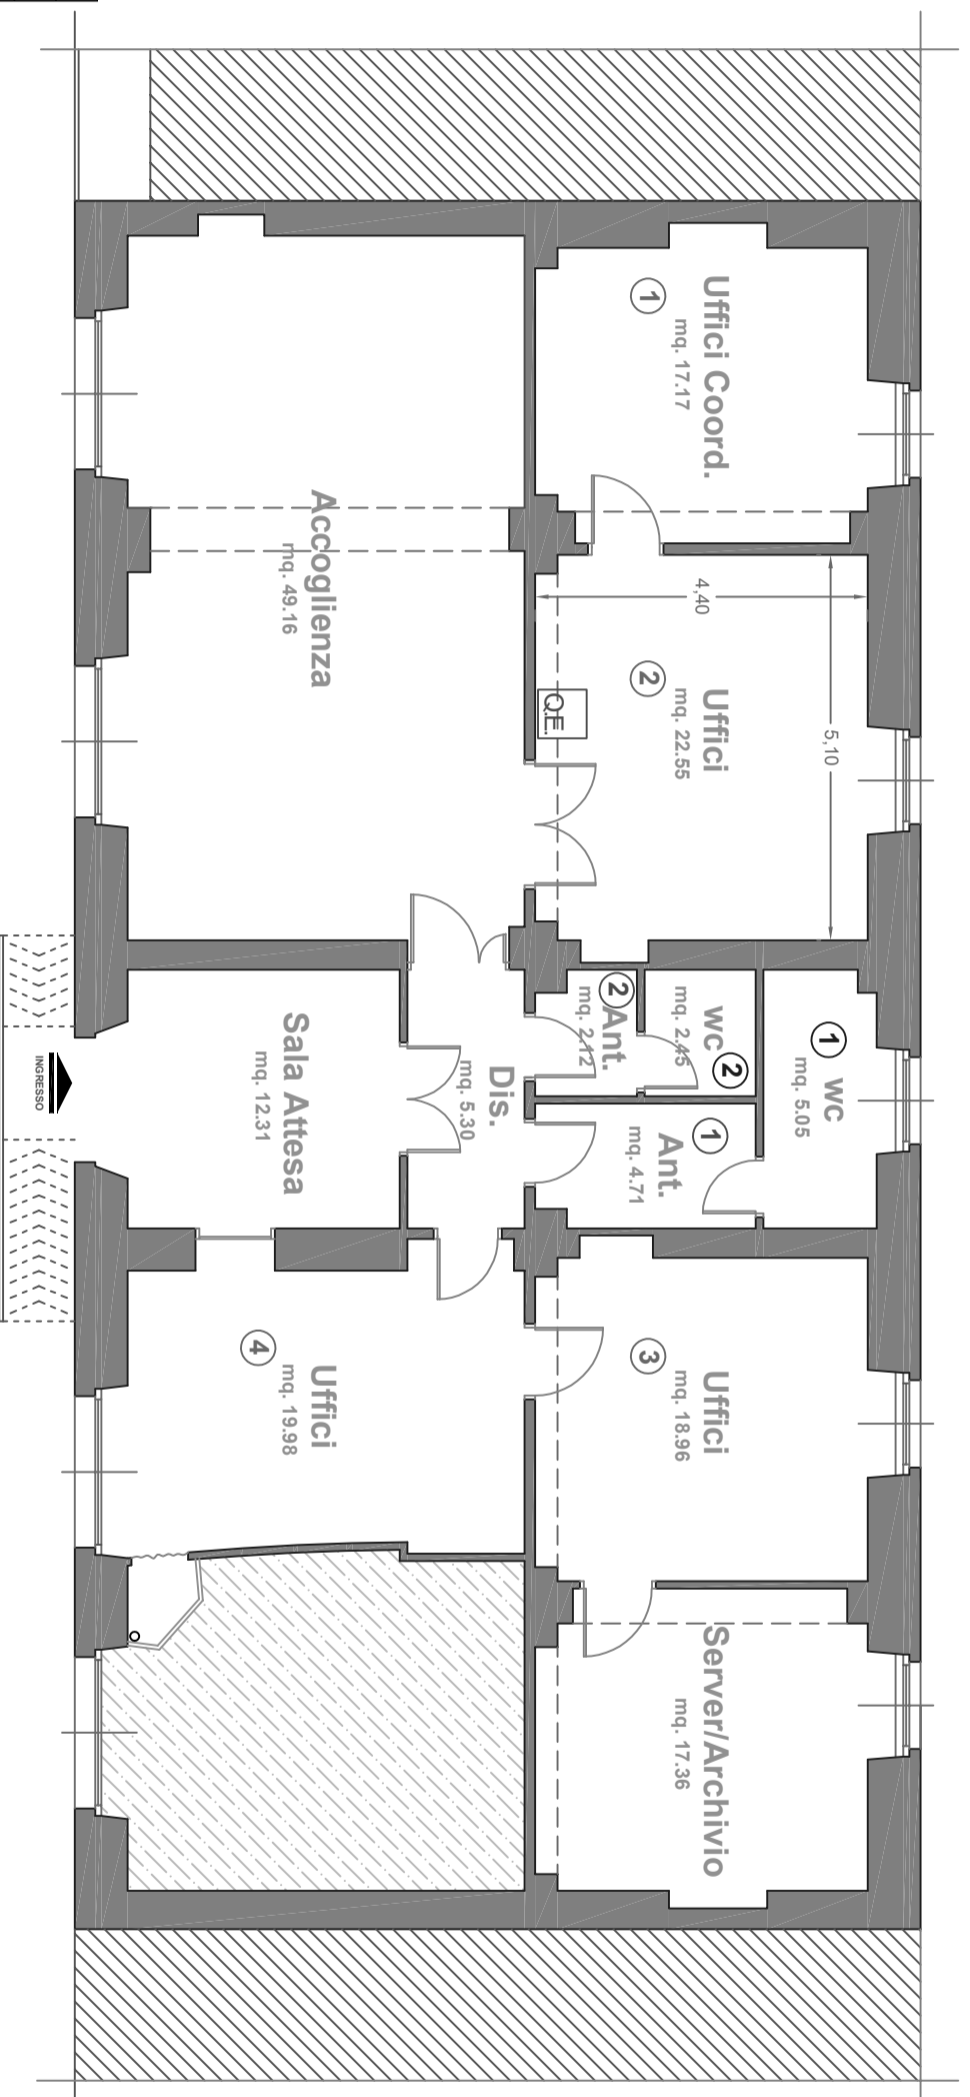 Uffici Coord.
mq. 17.17
1
Uffici
mq. 22.55
2
4,40
5,10
Q.E.
Accoglienza
mq. 49.16
1
wc
mq. 5.05
wc
mq. 2.45
2
2
Ant.
mq. 2.12
1
Ant.
mq. 4.71
Dis.
mq. 5.30
Sala Attesa
mq. 12.31
INGRESSO
Uffici
mq. 18.96
3
Uffici
mq. 19.98
4
Server/Archivio
mq. 17.36